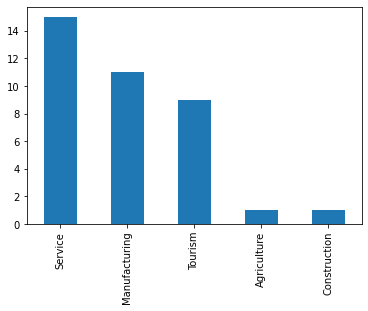 14
12
10
8
6
4
2
0
Service
Manufacturing
Tourism
Agriculture
Construction